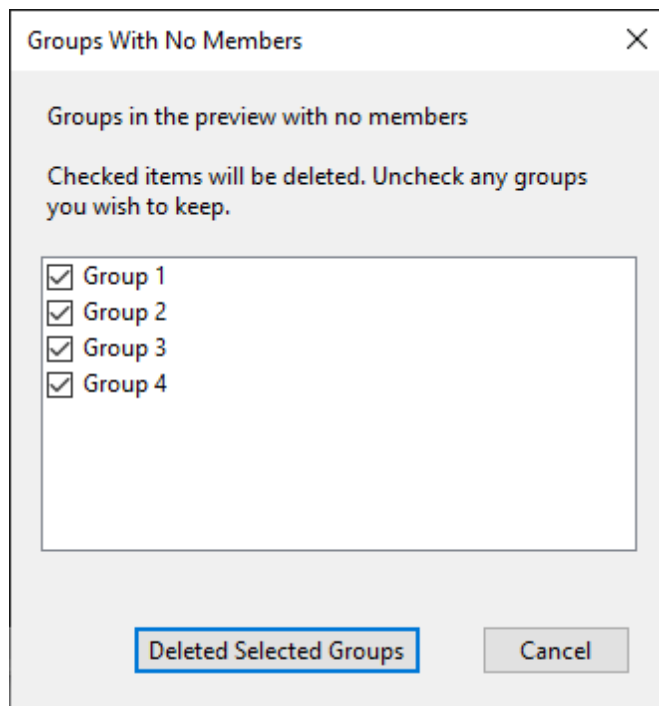 Groups With No Members
Groups in the preview with no members
Checked items will be deleted. Uncheck any groups
you wish to keep.
Group 1
Group 2
Group 3
Group 4
Deleted Selected Groups
Cancel